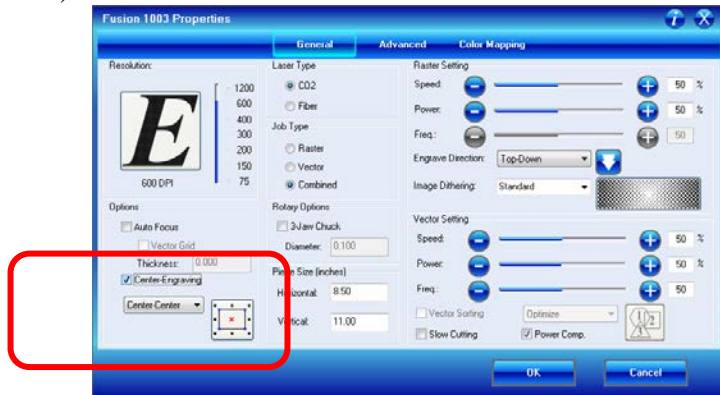 Fusion 1003 Properties
General Advanced Color Mapping
Resolution:
1200
600
400
300
200
150
75
E
600 DPI
Options
Auto Focus
Vector Grid
Thickness: 0.000
Center-Engraving
Center-Center
Laser Type
CO2
Fiber
Job Type
Raster
Vector
Combined
Rotary Options
3-Jaw Chuck
Diameter: 0.100
Piece Size (inches)
Horizontal: 8.50
Vertical: 11.00
Raster Setting
Speed: 50 %
Power: 50 %
Freq.: 50
Engrave Direction: Top-Down
Image Dithering: Standard
Vector Setting
Speed: 50 %
Power: 50 %
Freq.: 50
Vector Sorting Optimize
1 2 3
Slow Cutting Power Comp.
OK Cancel